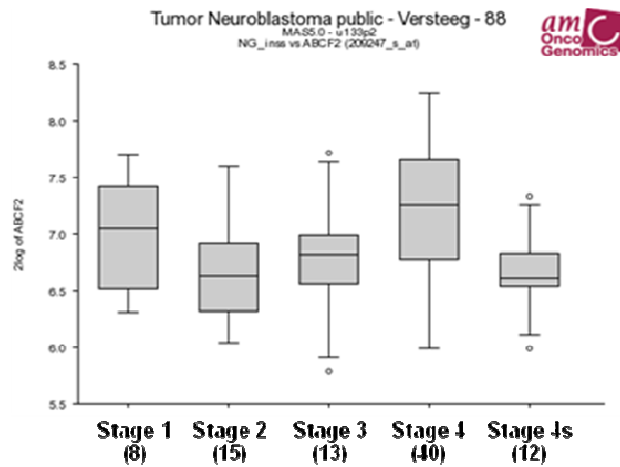 Tumor Neuroblastoma public - Versteeg - 88
MAS5.0 - u133p2
NG_inss vs ABCF2 (209247_s_at)
amc
Onco
Genomics
8.5
8.0
7.5
7.0
6.5
6.0
5.5
2log of ABCF2
Stage 1 Stage 2 Stage 3 Stage 4 Stage 4s
(8) (15) (13) (40) (12)